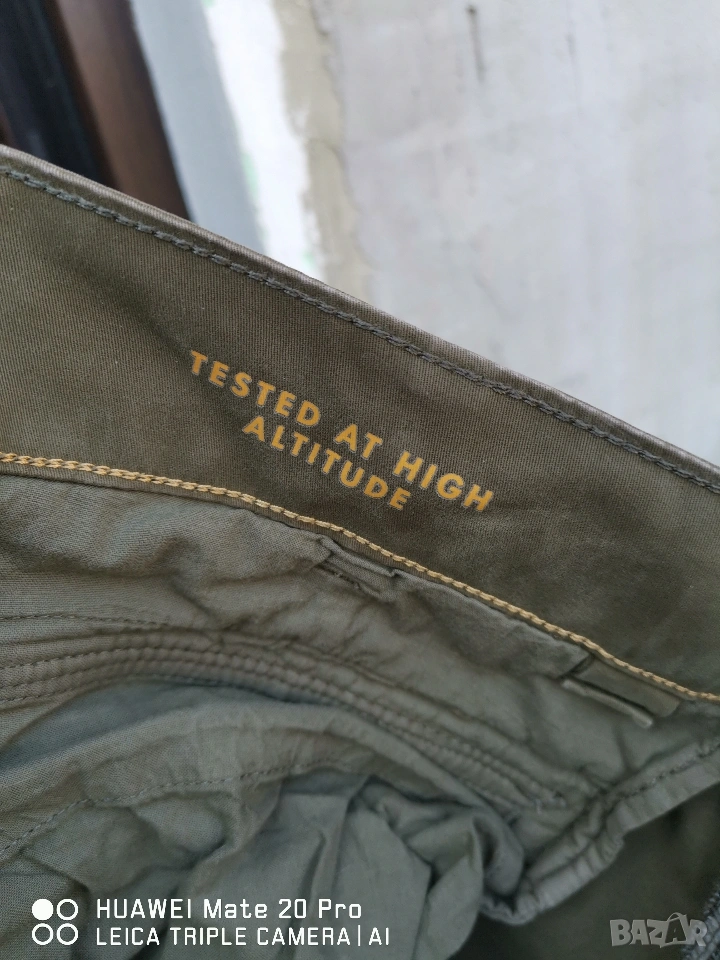 TESTED AT HIGH
ALTITUDE
HUAWEI Mate 20 Pro
LEICA TRIPLE CAMERA | AI
BAZAR